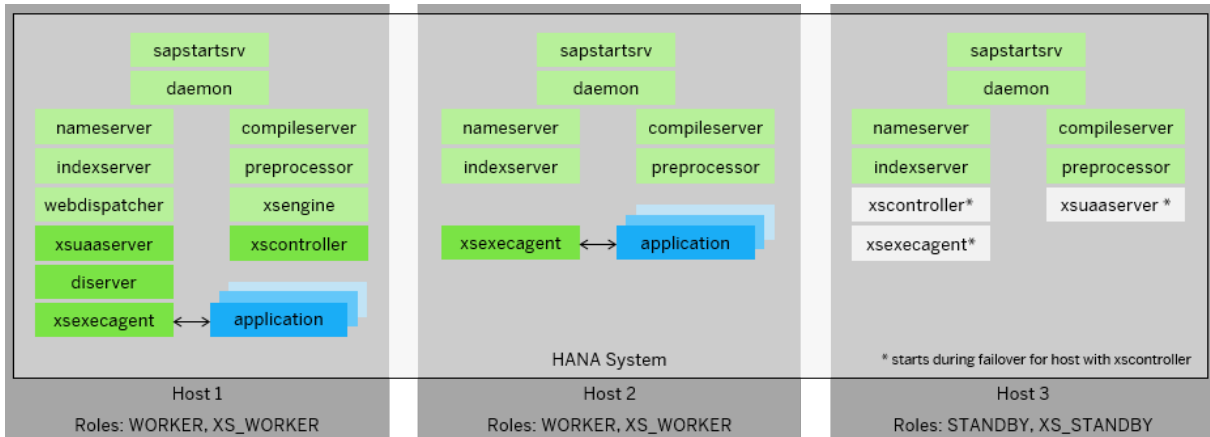 sapstartsrv
daemon
nameserver
compileserver
indexserver
preprocessor
webdispatcher
xsengine
xsuaaserver
xscontroller
diserver
xsexecagent
application
Host 1
Roles: WORKER, XS_WORKER
sapstartsrv
daemon
nameserver
compileserver
indexserver
preprocessor
xsexecagent
application
HANA System
Host 2
Roles: WORKER, XS_WORKER
sapstartsrv
daemon
nameserver
compileserver
indexserver
preprocessor
xscontroller*
xsuaaserver *
xsexecagent*
* starts during failover for host with xscontroller
Host 3
Roles: STANDBY, XS_STANDBY